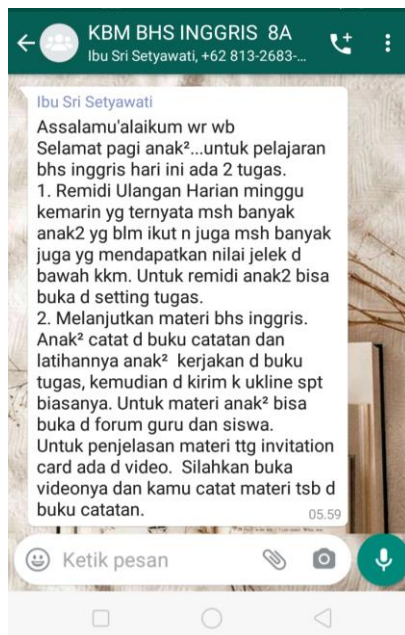 KBM BHS INGGRIS 8A
Ibu Sri Setyawati, +62 813-2683-...
Ibu Sri Setyawati
Assalamu'alaikum wr wb
Selamat pagi anak²...untuk pelajaran
bhs inggris hari ini ada 2 tugas.
1. Remidi Ulangan Harian minggu
kemarin yg ternyata msh banyak
anak2 yg blm ikut n juga msh banyak
juga yg mendapatkan nilai jelek d
bawah kkm. Untuk remidi anak2 bisa
buka d setting tugas.
2. Melanjutkan materi bhs inggris.
Anak² catat d buku catatan dan
latihannya anak² kerjakan d buku
tugas, kemudian d kirim k ukline spt
biasanya. Untuk materi anak² bisa
buka d forum guru dan siswa.
Untuk penjelasan materi ttg invitation
card ada d video. Silahkan buka
videonya dan kamu catat materi tsb d
buku catatan.
05.59
Ketik pesan